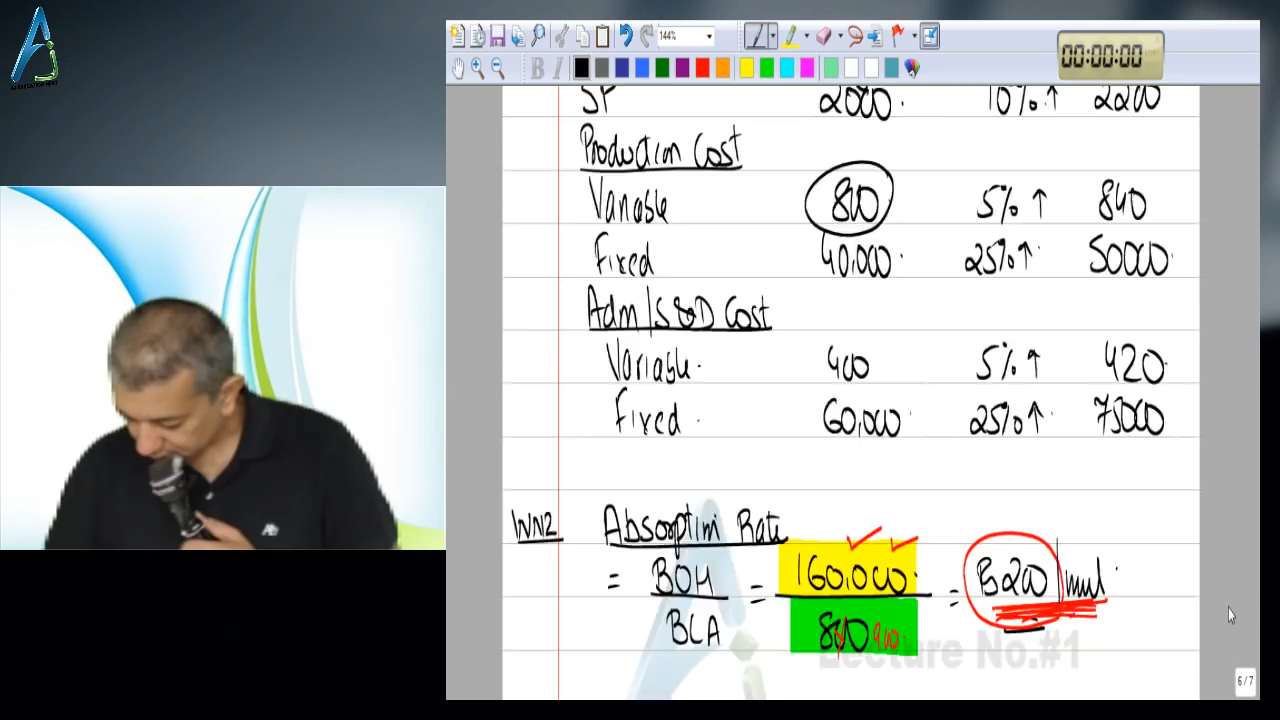 144%
00:00:00
SP 2000. 10%↑ 2200
Production Cost
Variable 800 5%↑ 840
Fixed 40,000. 25%↑ 50000.
Adm/S&D Cost
Variable. 400 5%↑ 420.
Fixed. 60,000. 25%↑. 75000
WN2 Absorption Rate
= BOH = 160,000. =
BLA 800 900
200/
Lecture No.#1
6/7
B I